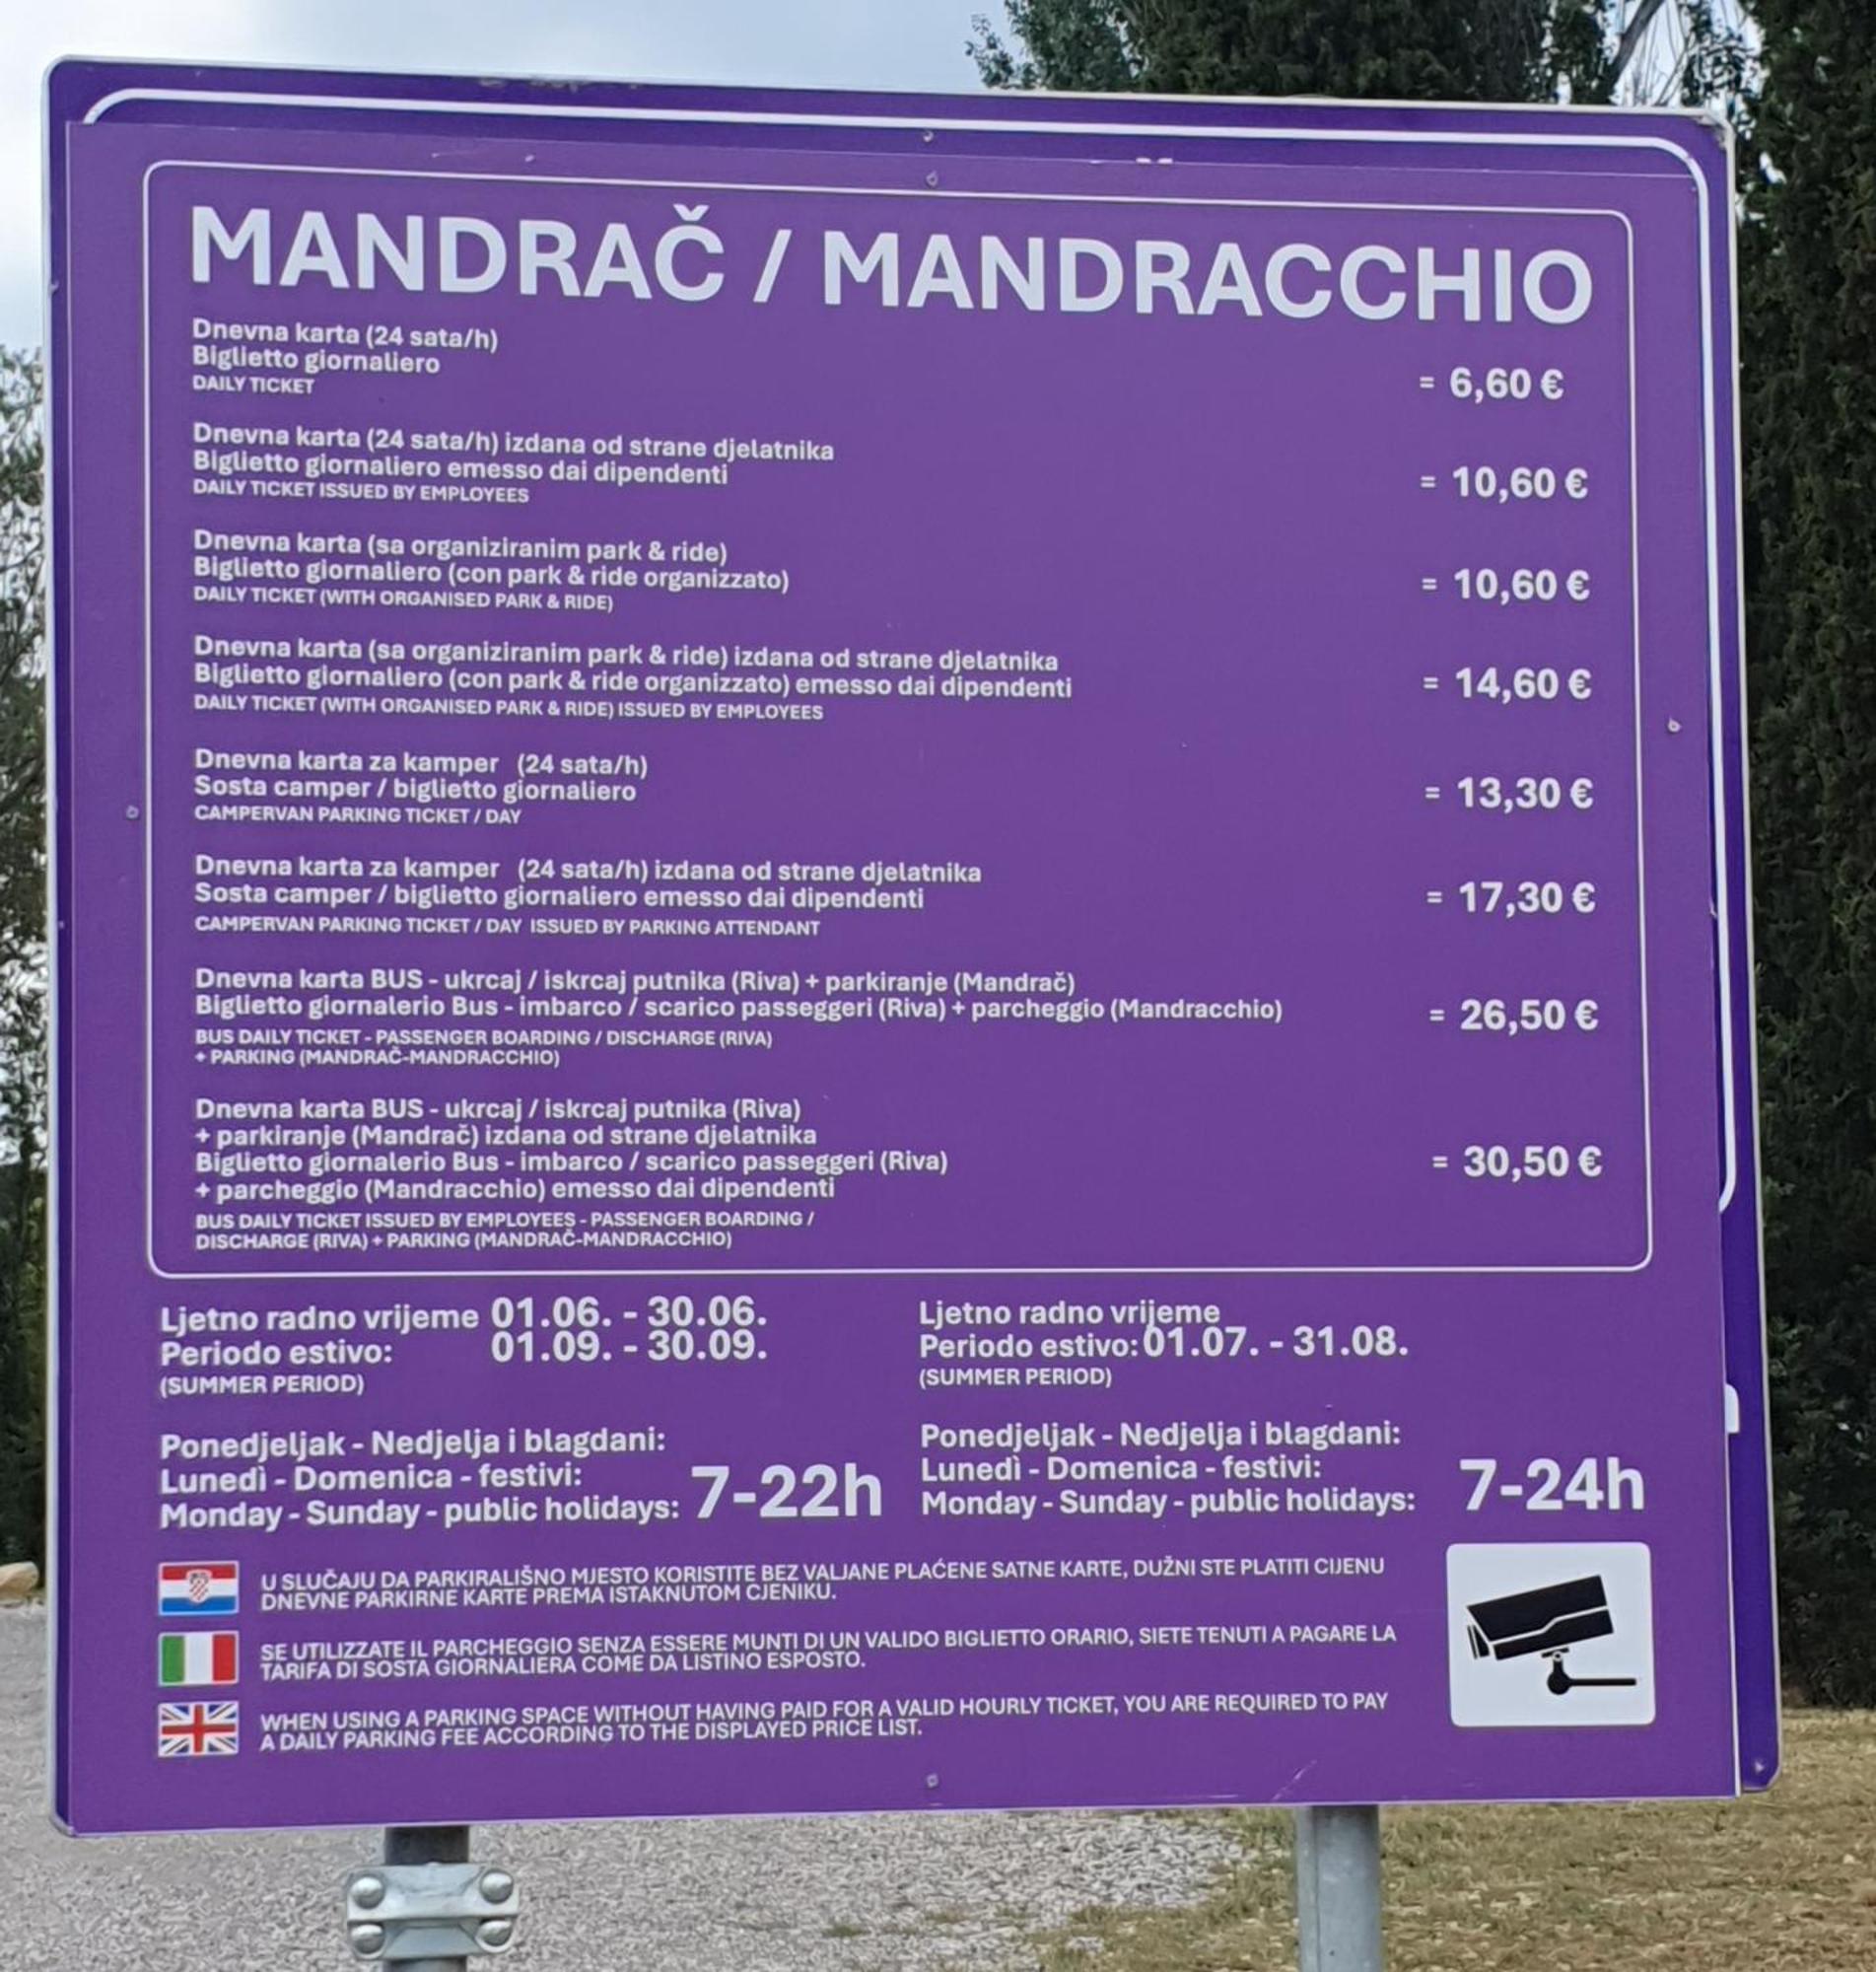 MANDRAČ / MANDRACCHIO
Dnevna karta (24 sata/h)
Biglietto giornaliero
DAILY TICKET
= 6,60 €
Dnevna karta (24 sata/h) izdana od strane djelatnika
Biglietto giornaliero emesso dai dipendenti
DAILY TICKET ISSUED BY EMPLOYEES
= 10,60 €
Dnevna karta (sa organiziranim park & ride)
Biglietto giornaliero (con park & ride organizzato)
DAILY TICKET (WITH ORGANISED PARK & RIDE)
= 10,60 €
Dnevna karta (sa organiziranim park & ride) izdana od strane djelatnika
Biglietto giornaliero (con park & ride organizzato) emesso dai dipendenti
DAILY TICKET (WITH ORGANISED PARK & RIDE) ISSUED BY EMPLOYEES
= 14,60 €
Dnevna karta za kamper (24 sata/h)
Sosta camper / biglietto giornaliero
CAMPERVAN PARKING TICKET / DAY
= 13,30 €
Dnevna karta za kamper (24 sata/h) izdana od strane djelatnika
Sosta camper / biglietto giornaliero emesso dai dipendenti
CAMPERVAN PARKING TICKET / DAY ISSUED BY PARKING ATTENDANT
= 17,30 €
Dnevna karta BUS - ukrcaj / iskrcaj putnika (Riva) + parkiranje (Mandrač)
Biglietto giornalerio Bus - imbarco / scarico passeggeri (Riva) + parcheggio (Mandracchio)
BUS DAILY TICKET - PASSENGER BOARDING / DISCHARGE (RIVA)
+ PARKING (MANDRAČ-MANDRACCHIO)
= 26,50 €
Dnevna karta BUS - ukrcaj / iskrcaj putnika (Riva)
+ parkiranje (Mandrač) izdana od strane djelatnika
Biglietto giornalerio Bus - imbarco / scarico passeggeri (Riva)
+ parcheggio (Mandracchio) emesso dai dipendenti
BUS DAILY TICKET ISSUED BY EMPLOYEES - PASSENGER BOARDING /
DISCHARGE (RIVA) + PARKING (MANDRAČ-MANDRACCHIO)
= 30,50 €
Ljetno radno vrijeme 01.06. - 30.06.
Periodo estivo: 01.09. - 30.09.
(SUMMER PERIOD)
Ponedjeljak - Nedjelja i blagdani:
Lunedì - Domenica - festivi:
Monday - Sunday - public holidays: 7-22h
Ljetno radno vrijeme
Periodo estivo: 01.07. - 31.08.
(SUMMER PERIOD)
Ponedjeljak - Nedjelja i blagdani:
Lunedì - Domenica - festivi:
Monday - Sunday - public holidays: 7-24h
U SLUČAJU DA PARKIRALIŠNO MJESTO KORISTITE BEZ VALJANE PLAĆENE SATNE KARTE, DUŽNI STE PLATITI CIJENU
DNEVNE PARKIRNE KARTE PREMA ISTAKNUTOM CJENIKU.
SE UTILIZZATE IL PARCHEGGIO SENZA ESSERE MUNTI DI UN VALIDO BIGLIETTO ORARIO, SIETE TENUTI A PAGARE LA
TARIFA DI SOSTA GIORNALIERA COME DA LISTINO ESPOSTO.
WHEN USING A PARKING SPACE WITHOUT HAVING PAID FOR A VALID HOURLY TICKET, YOU ARE REQUIRED TO PAY
A DAILY PARKING FEE ACCORDING TO THE DISPLAYED PRICE LIST.